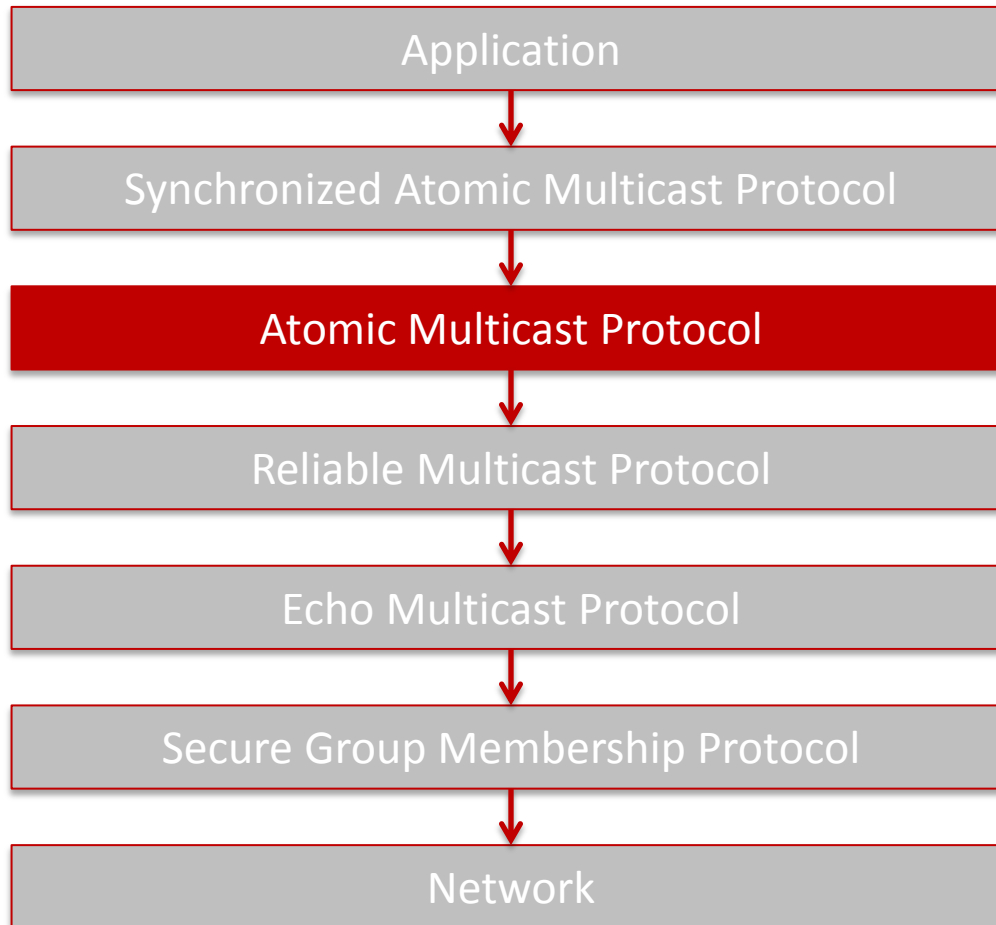 Application
Synchronized Atomic Multicast Protocol
Atomic Multicast Protocol
Reliable Multicast Protocol
Echo Multicast Protocol
Secure Group Membership Protocol
Network